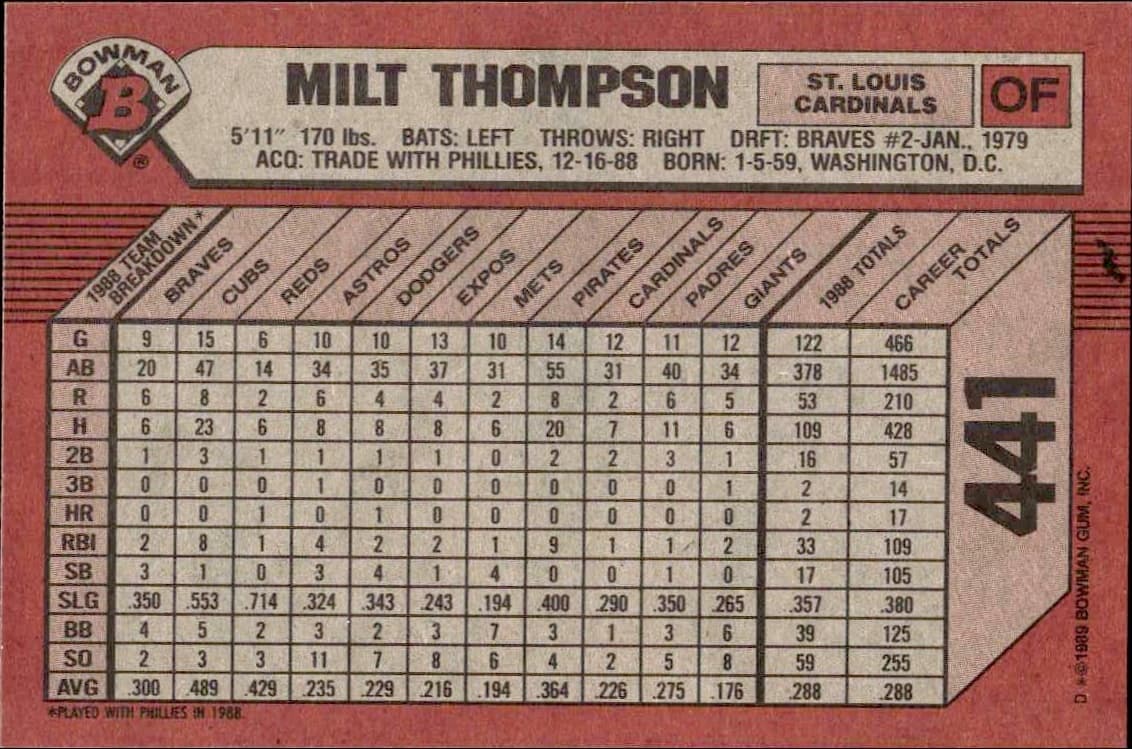 BOWMAN
B
®
MILT THOMPSON
ST. LOUIS
CARDINALS
OF
5'11" 170 lbs. BATS: LEFT THROWS: RIGHT DRFT: BRAVES #2-JAN., 1979
ACQ: TRADE WITH PHILLIES, 12-16-88 BORN: 1-5-59, WASHINGTON, D.C.
1988 TEAM BREAKDOWN* BRAVES CUBS REDS ASTROS DODGERS EXPOS METS PIRATES CARDINALS PADRES GIANTS 1988 TOTALS CAREER TOTALS
G 9 15 6 10 10 13 10 14 12 11 12 122 466
AB 20 47 14 34 35 37 31 55 31 40 34 378 1485
R 6 8 2 6 4 4 2 8 2 6 5 53 210
H 6 23 6 8 8 8 6 20 7 11 6 109 428
2B 1 3 1 1 1 1 0 2 2 3 1 16 57
3B 0 0 0 1 0 0 0 0 0 0 1 2 14
HR 0 0 1 0 1 0 0 0 0 0 0 2 17
RBI 2 8 1 4 2 2 1 9 1 1 2 33 109
SB 3 1 0 3 4 1 4 0 0 1 0 17 105
SLG .350 .553 .714 .324 .343 .243 .194 .400 .290 .350 .265 .357 .380
BB 4 5 2 3 2 3 7 3 1 3 6 39 125
SO 2 3 3 11 7 8 6 4 2 5 8 59 255
AVG .300 .489 .429 .235 .229 .216 .194 .364 .226 .275 .176 .288 .288
*PLAYED WITH PHILLIES IN 1988.
441
D *©1989 BOWMAN GUM, INC.